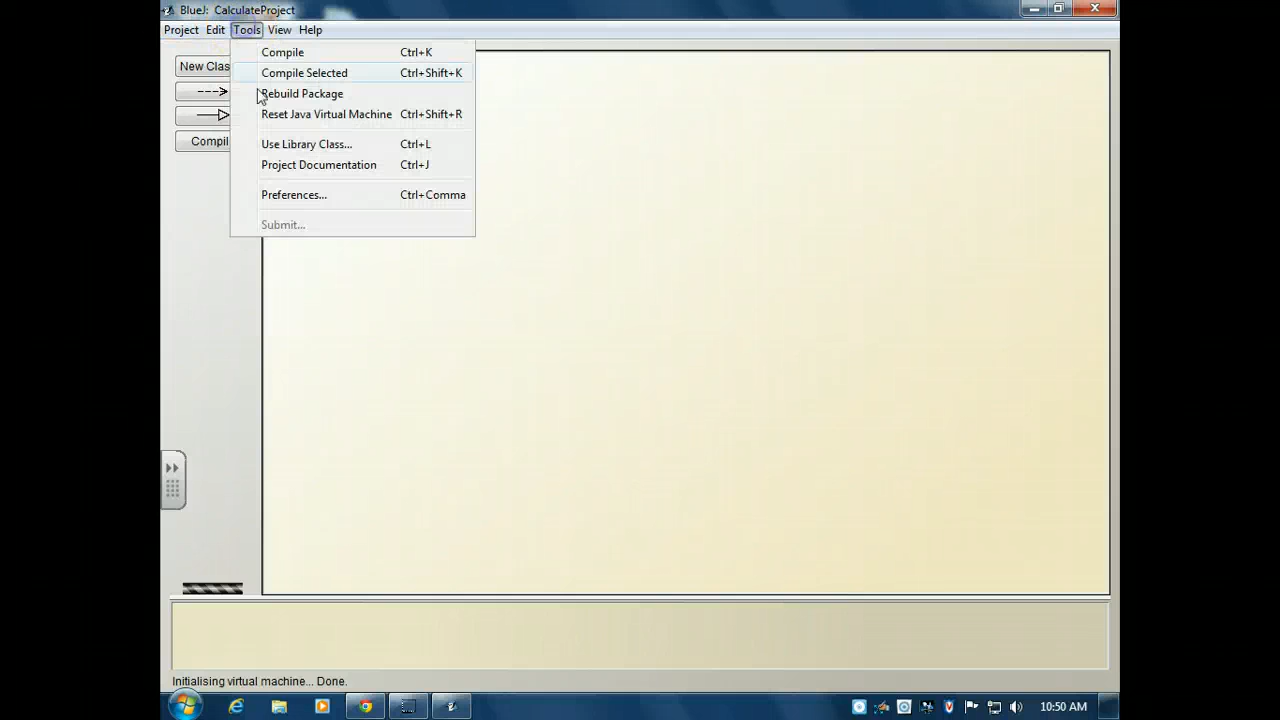 BlueJ: CalculateProject
Project Edit Tools View Help
New Clas
Compil
Compile Ctrl+K
Compile Selected Ctrl+Shift+K
Rebuild Package
Reset Java Virtual Machine Ctrl+Shift+R
Use Library Class... Ctrl+L
Project Documentation Ctrl+J
Preferences... Ctrl+Comma
Submit...
Initialising virtual machine... Done.
10:50 AM